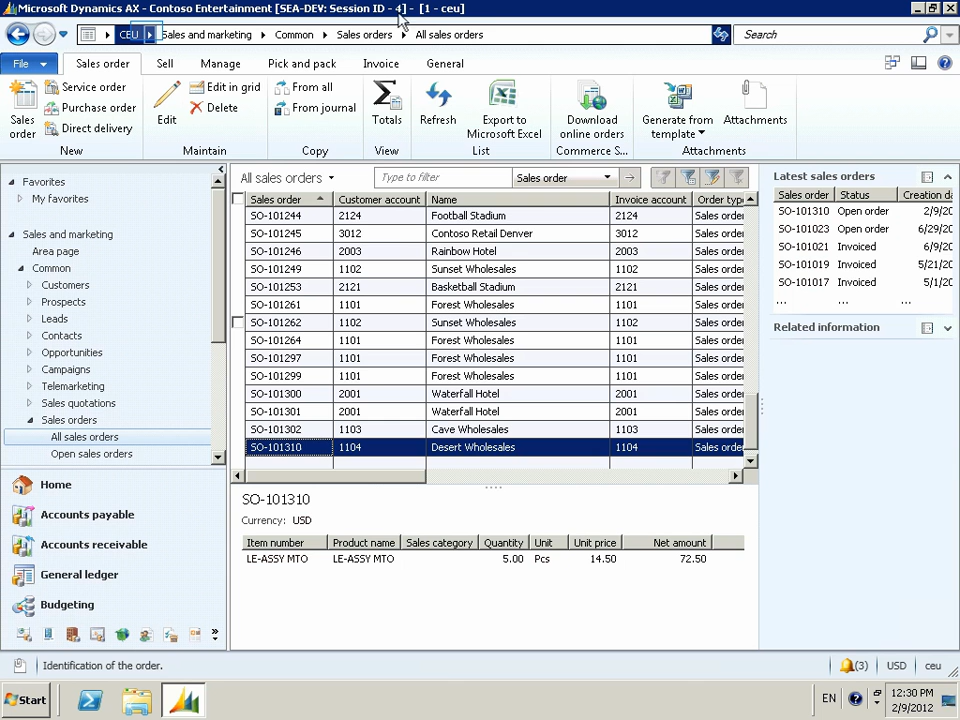 Microsoft Dynamics AX - Contoso Entertainment [SEA-DEV: Session ID - 4] - [1 - ceu]
CEU Sales and marketing Common Sales orders All sales orders Search
File Sales order Sell Manage Pick and pack Invoice General
Sales order
Service order
Purchase order
Direct delivery
New
Edit
Edit in grid
Delete
Maintain
From all
From journal
Copy
Totals
View
Refresh
Export to Microsoft Excel
List
Download online orders
Commerce S...
Generate from template
Attachments
Attachments
Favorites
My favorites
Sales and marketing
Area page
Common
Customers
Prospects
Leads
Contacts
Opportunities
Campaigns
Telemarketing
Sales quotations
Sales orders
All sales orders
Open sales orders
Home
Accounts payable
Accounts receivable
General ledger
Budgeting
All sales orders Type to filter Sales order
Sales order Customer account Name Invoice account Order type
SO-101244 2124 Football Stadium 2124 Sales order
SO-101245 3012 Contoso Retail Denver 3012 Sales order
SO-101246 2003 Rainbow Hotel 2003 Sales order
SO-101249 1102 Sunset Wholesales 1102 Sales order
SO-101253 2121 Basketball Stadium 2121 Sales order
SO-101261 1101 Forest Wholesales 1101 Sales order
SO-101262 1102 Sunset Wholesales 1102 Sales order
SO-101264 1101 Forest Wholesales 1101 Sales order
SO-101297 1101 Forest Wholesales 1101 Sales order
SO-101299 1101 Forest Wholesales 1101 Sales order
SO-101300 2001 Waterfall Hotel 2001 Sales order
SO-101301 2001 Waterfall Hotel 2001 Sales order
SO-101302 1103 Cave Wholesales 1103 Sales order
SO-101310 1104 Desert Wholesales 1104 Sales order
SO-101310
Currency: USD
Item number Product name Sales category Quantity Unit Unit price Net amount
LE-ASSY MTO LE-ASSY MTO 5.00 Pcs 14.50 72.50
Latest sales orders
Sales order Status Creation da
SO-101310 Open order 2/9/20
SO-101023 Open order 6/29/20
SO-101021 Invoiced 6/9/20
SO-101019 Invoiced 5/21/20
SO-101017 Invoiced 5/1/20
... ... ...
Related information
Identification of the order. (3) USD ceu
Start EN 12:30 PM
2/9/2012